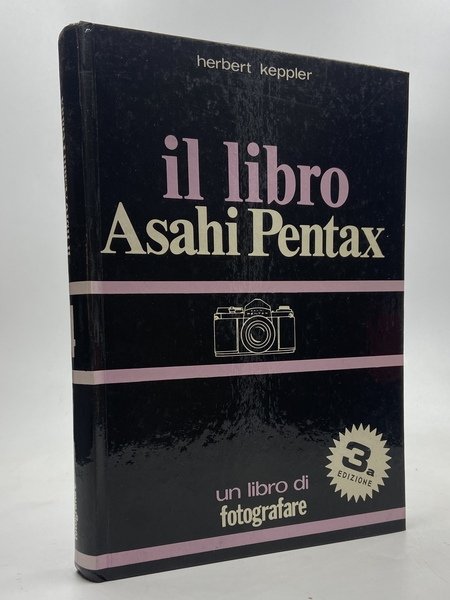 herbert keppler
il libro
Asahi Pentax
3a
EDIZIONE
un libro di
fotografare